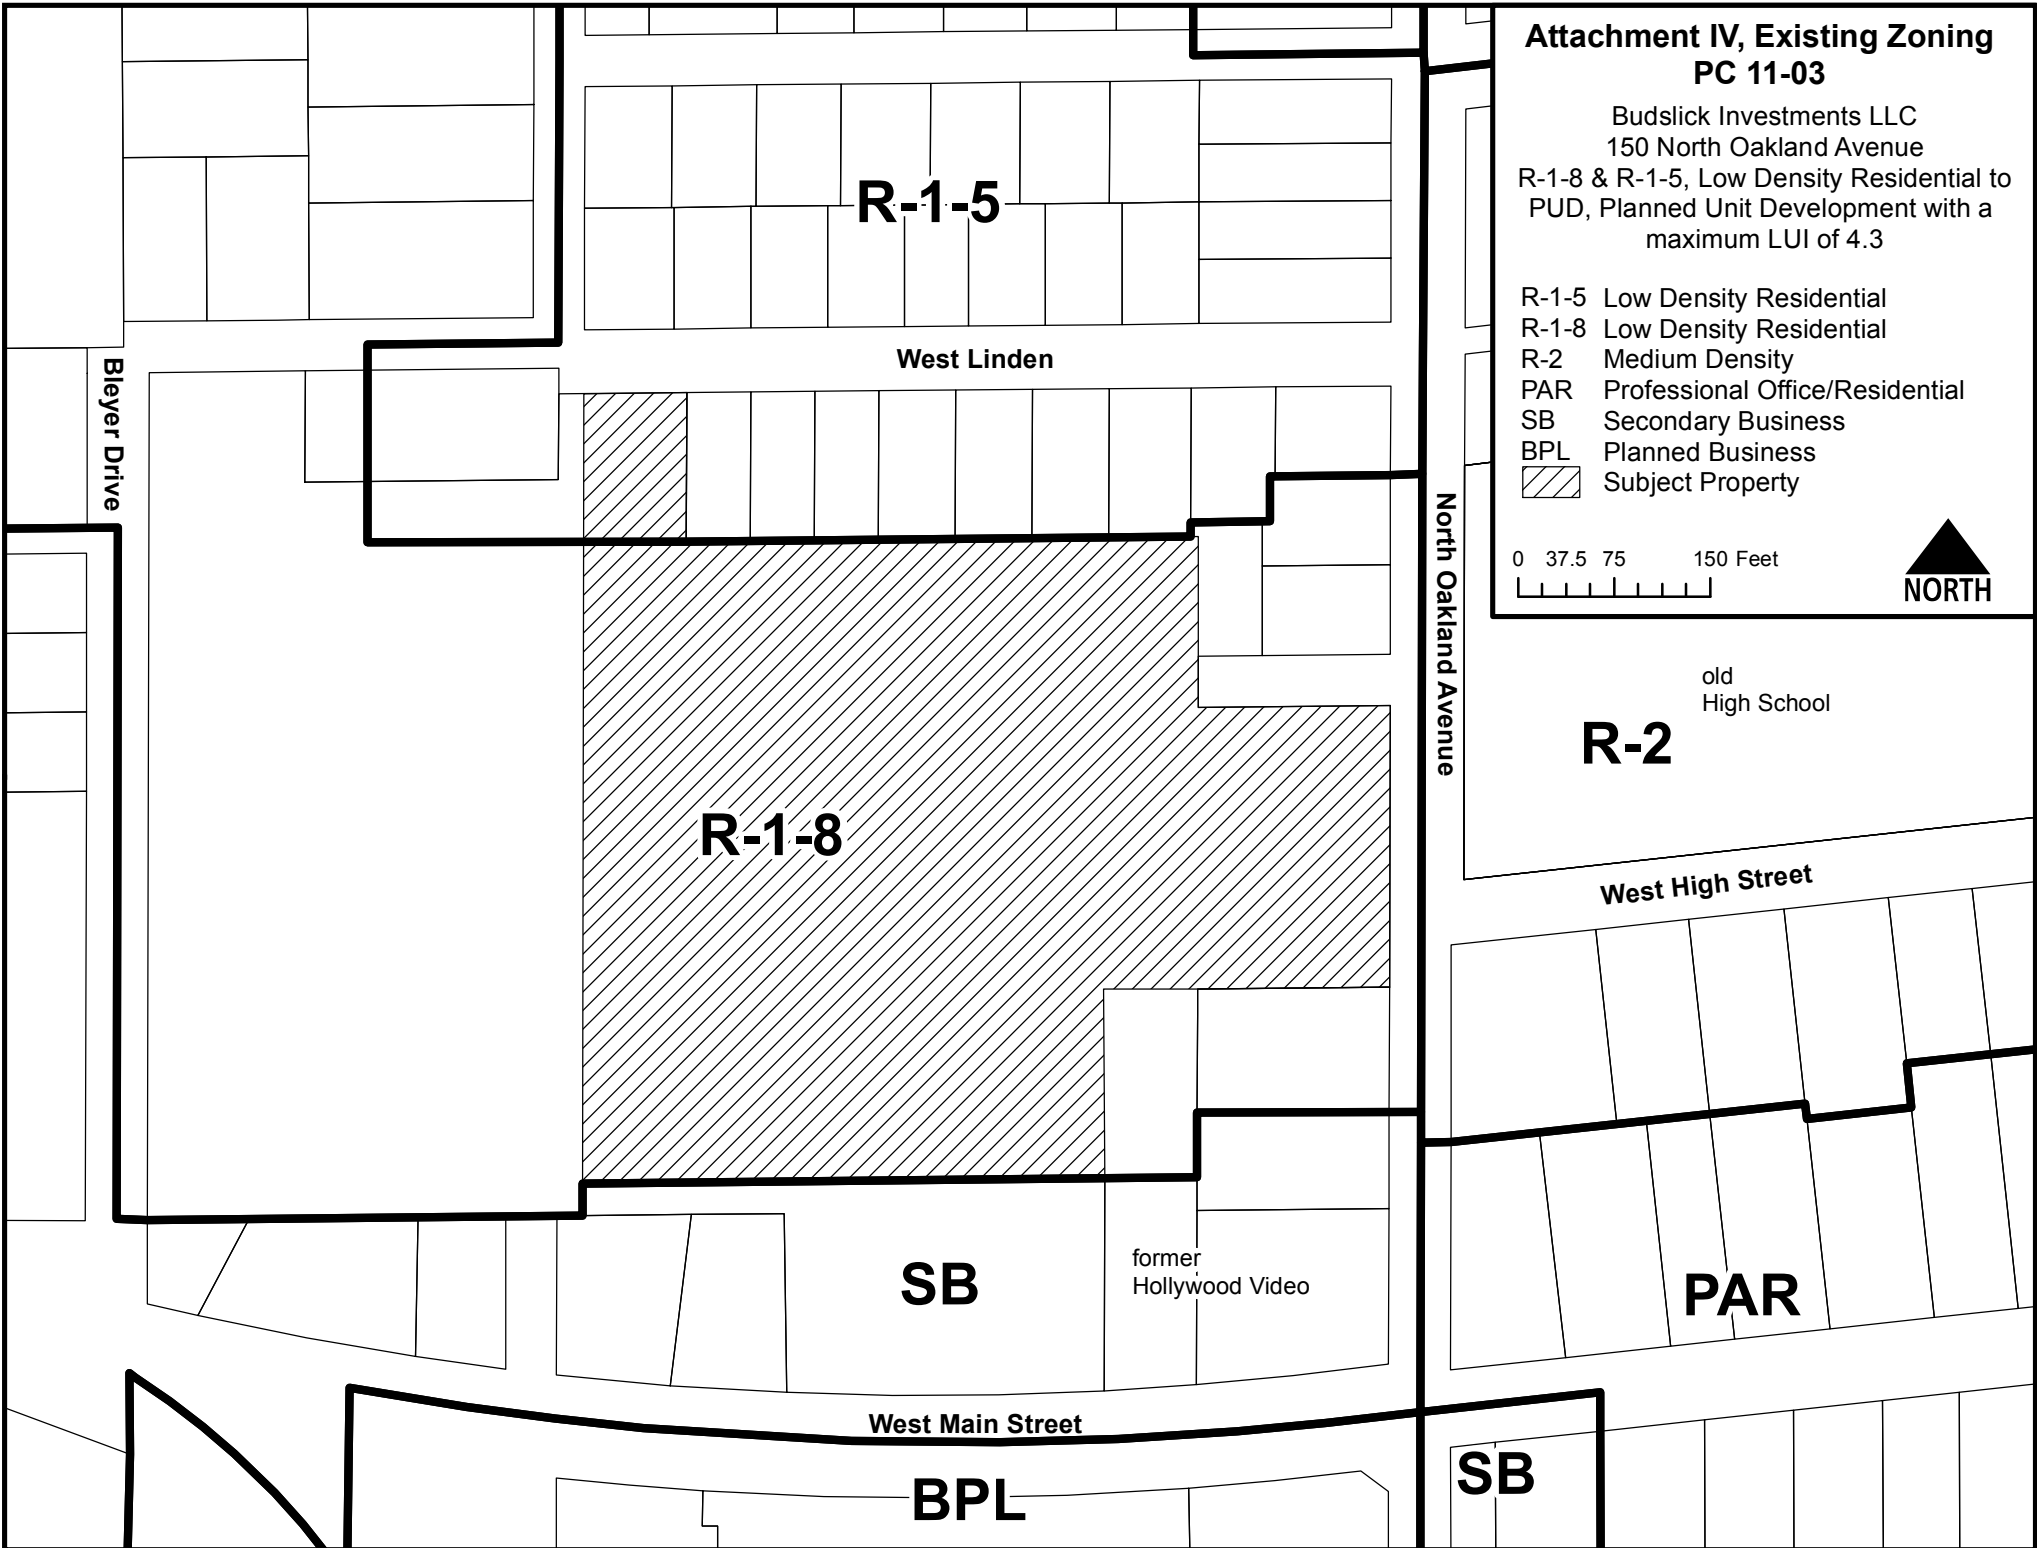 Attachment IV, Existing Zoning
PC 11-03
Budslick Investments LLC
150 North Oakland Avenue
R-1-8 & R-1-5, Low Density Residential to
PUD, Planned Unit Development with a
maximum LUI of 4.3
R-1-5 Low Density Residential
R-1-8 Low Density Residential
R-2 Medium Density
PAR Professional Office/Residential
SB Secondary Business
BPL Planned Business
Subject Property
0 37.5 75 150 Feet
NORTH
R-1-5
West Linden
Bleyer Drive
North Oakland Avenue
old
High School
R-2
R-1-8
West High Street
SB
former
Hollywood Video
PAR
West Main Street
BPL
SB